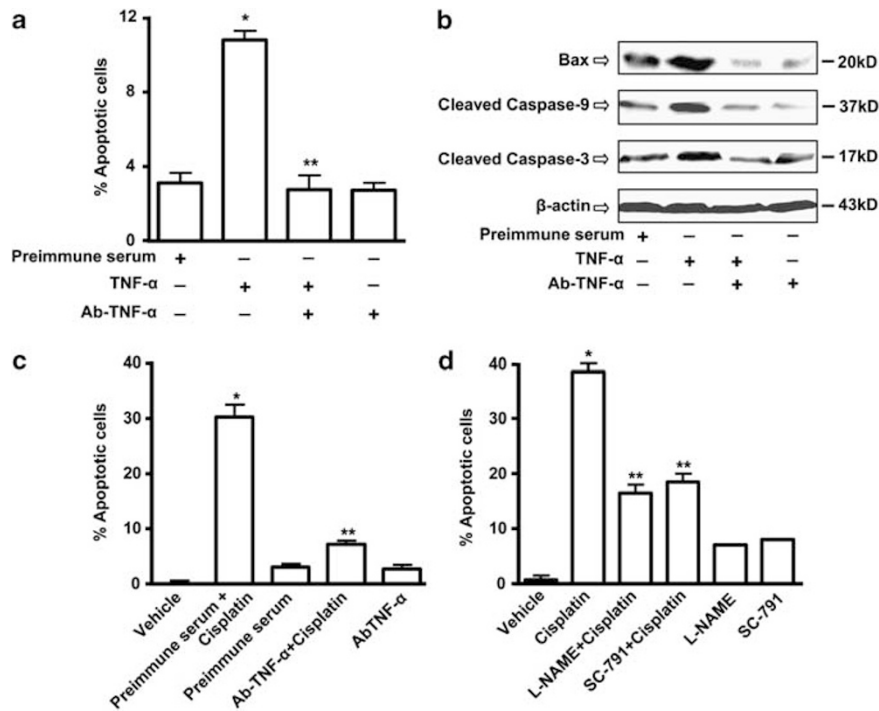 a
12
8
4
0
% Apoptotic cells
*
**
Preimmune serum + – – –
TNF-α – + + –
Ab-TNF-α – – + +
b
Bax ⇨ – 20kD
Cleaved Caspase-9 ⇨ – 37kD
Cleaved Caspase-3 ⇨ – 17kD
β-actin ⇨ – 43kD
Preimmune serum + – – –
TNF-α – + + –
Ab-TNF-α – – + +
c
40
30
20
10
0
% Apoptotic cells
*
**
Vehicle
Preimmune serum +
Cisplatin
Preimmune serum
Ab-TNF-α+Cisplatin
AbTNF-α
d
40
30
20
10
0
% Apoptotic cells
*
**
**
Vehicle
Cisplatin
L-NAME+Cisplatin
SC-791+Cisplatin
L-NAME
SC-791